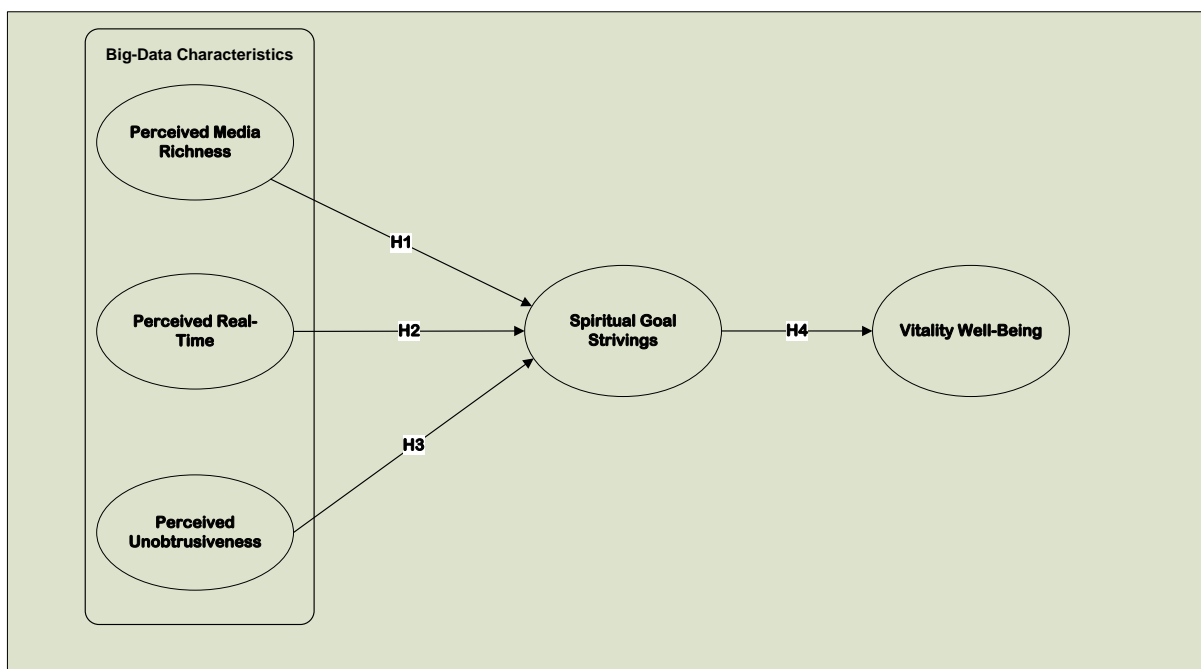 Big-Data Characteristics
Perceived Media
Richness
H1
Perceived Real-
Time
H2
Spiritual Goal
Strivings
H4
Vitality Well-Being
H3
Perceived
Unobtrusiveness